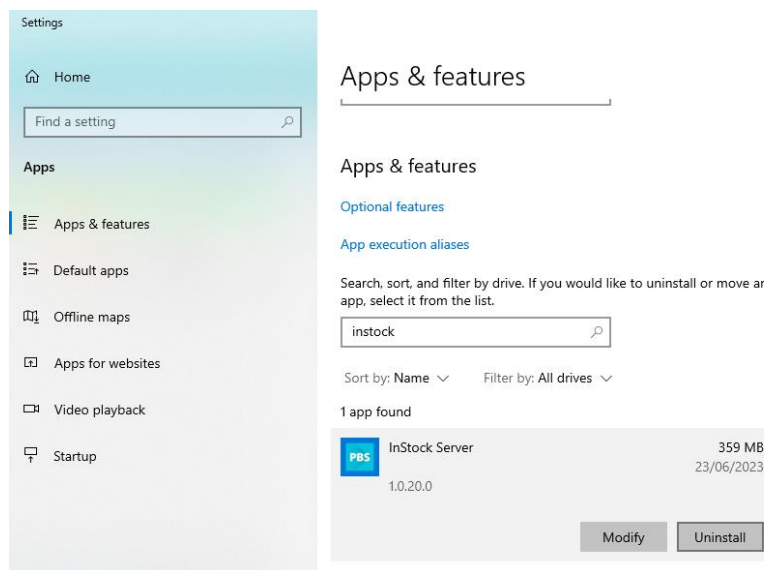 Settings
Home
Find a setting
Apps
Apps & features
Default apps
Offline maps
Apps for websites
Video playback
Startup
Apps & features
Apps & features
Optional features
App execution aliases
Search, sort, and filter by drive. If you would like to uninstall or move an
app, select it from the list.
instock
Sort by: Name Filter by: All drives
1 app found
PBS InStock Server 359 MB
23/06/2023
1.0.20.0
Modify Uninstall